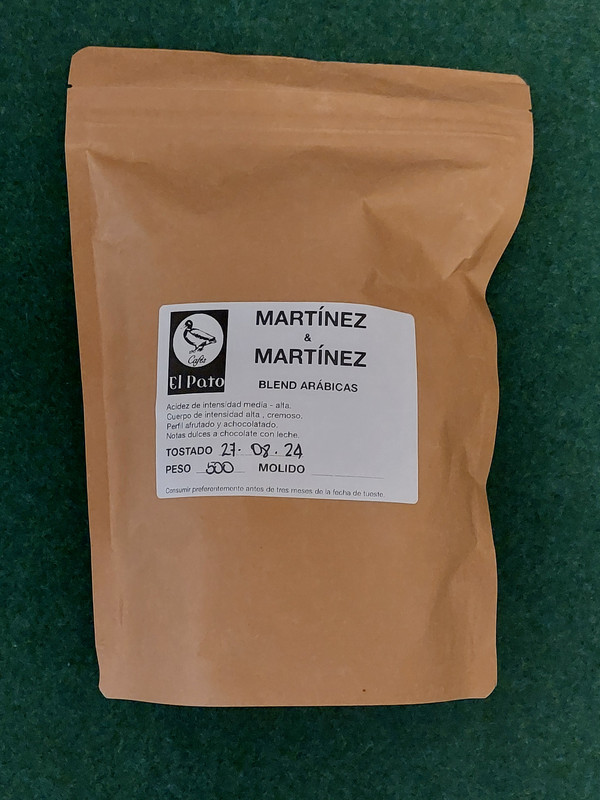 MARTÍNEZ
&
MARTÍNEZ
BLEND ARÁBICAS
Cafés
El Pato
Acidez de intensidad media - alta.
Cuerpo de intensidad alta , cremoso.
Perfil afrutado y achocolatado.
Notas dulces a chocolate con leche.
TOSTADO 27. 08. 24
PESO 500 MOLIDO
Consumir preferentemente antes de tres meses de la fecha de tueste.